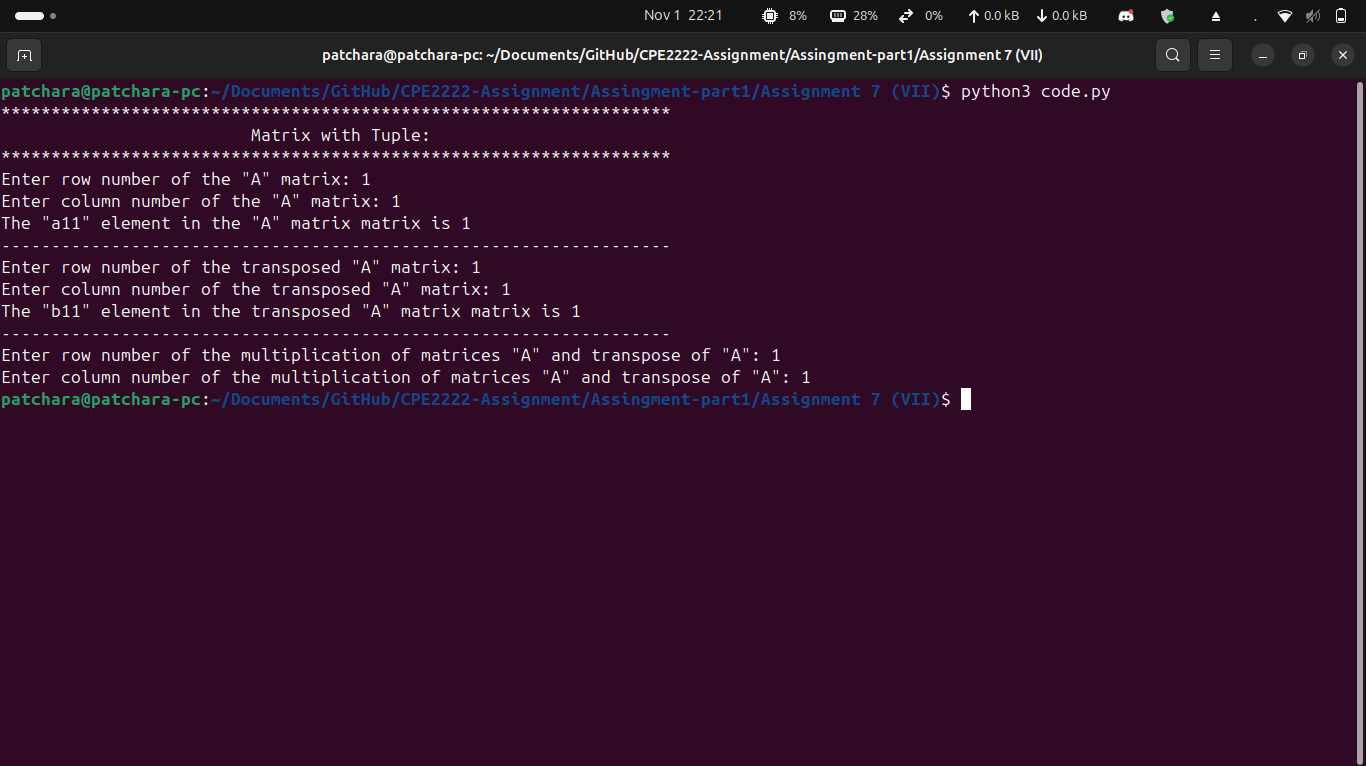 Nov 1 22:21
8%
28%
0%
0.0 kB
0.0 kB
patchara@patchara-pc: ~/Documents/GitHub/CPE2222-Assignment/Assingment-part1/Assignment 7 (VII)
patchara@patchara-pc:~/Documents/GitHub/CPE2222-Assignment/Assingment-part1/Assignment 7 (VII)$ python3 code.py
*******************************************************************
Matrix with Tuple:
*******************************************************************
Enter row number of the "A" matrix: 1
Enter column number of the "A" matrix: 1
The "a11" element in the "A" matrix matrix is 1
-------------------------------------------------------------------
Enter row number of the transposed "A" matrix: 1
Enter column number of the transposed "A" matrix: 1
The "b11" element in the transposed "A" matrix matrix is 1
-------------------------------------------------------------------
Enter row number of the multiplication of matrices "A" and transpose of "A": 1
Enter column number of the multiplication of matrices "A" and transpose of "A": 1
patchara@patchara-pc:~/Documents/GitHub/CPE2222-Assignment/Assingment-part1/Assignment 7 (VII)$